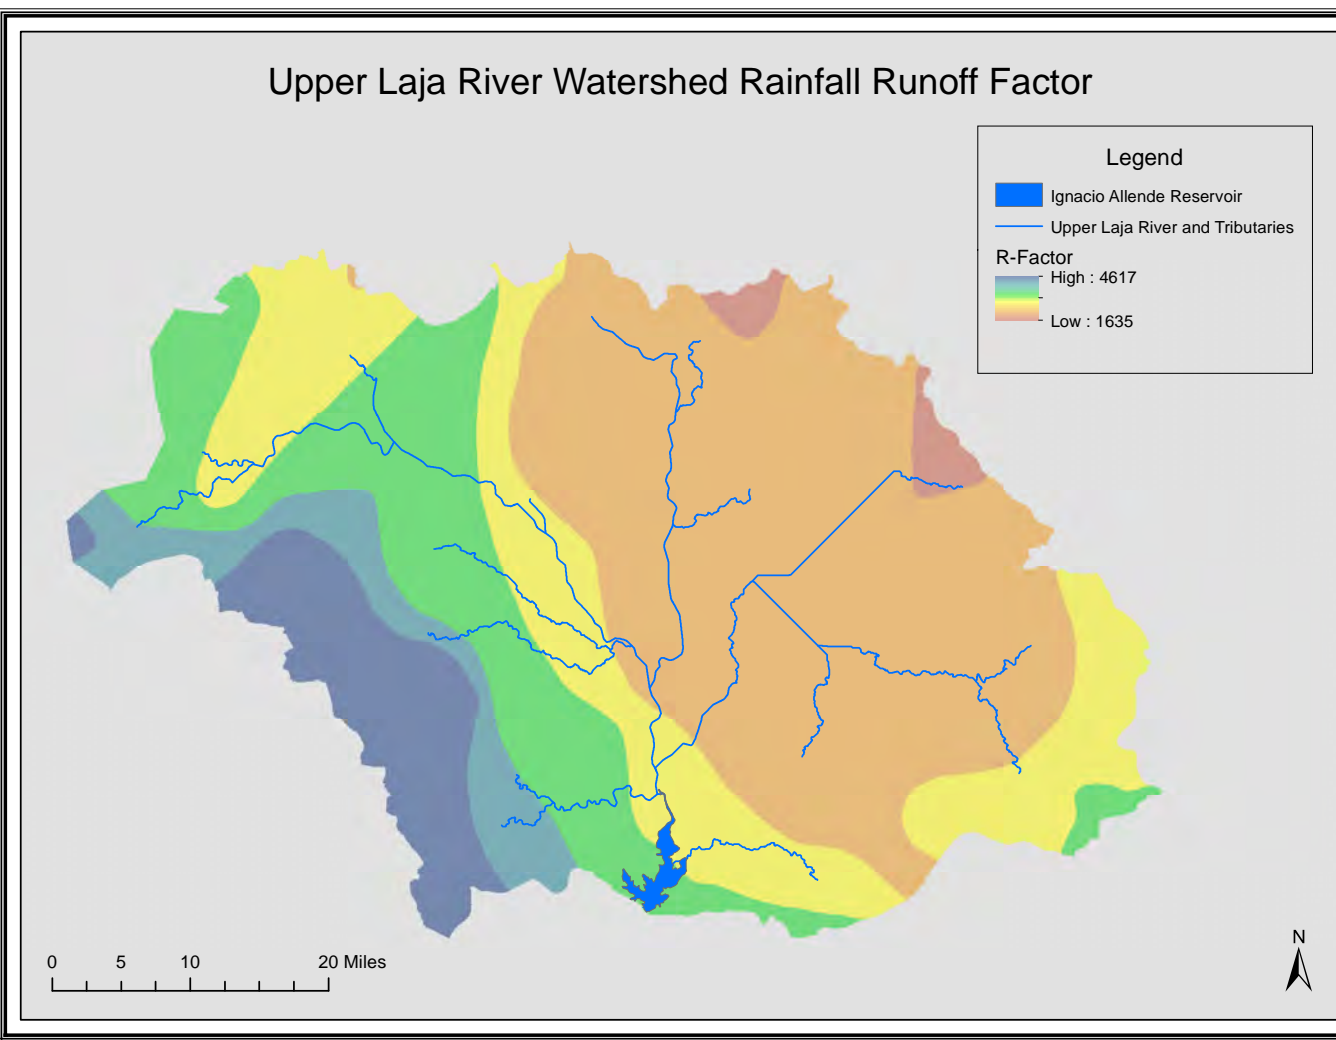 Upper Laja River Watershed Rainfall Runoff Factor
Legend
Ignacio Allende Reservoir
Upper Laja River and Tributaries
R-Factor
High : 4617
Low : 1635
0 5 10 20 Miles
N